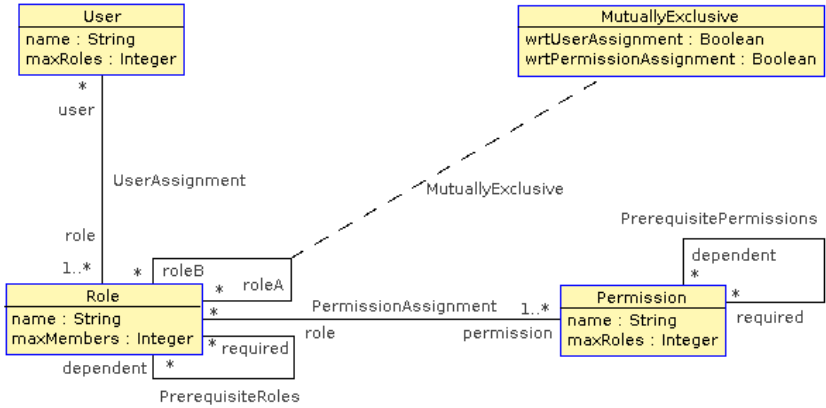 User
name : String
maxRoles : Integer
MutuallyExclusive
wrtUserAssignment : Boolean
wrtPermissionAssignment : Boolean
*
user
UserAssignment
MutuallyExclusive
role
1..*
*
roleB
*
roleA
PrerequisitePermissions
dependent
*
*
required
Role
name : String
maxMembers : Integer
*
PermissionAssignment
1..*
role
permission
Permission
name : String
maxRoles : Integer
*
required
dependent
*
PrerequisiteRoles